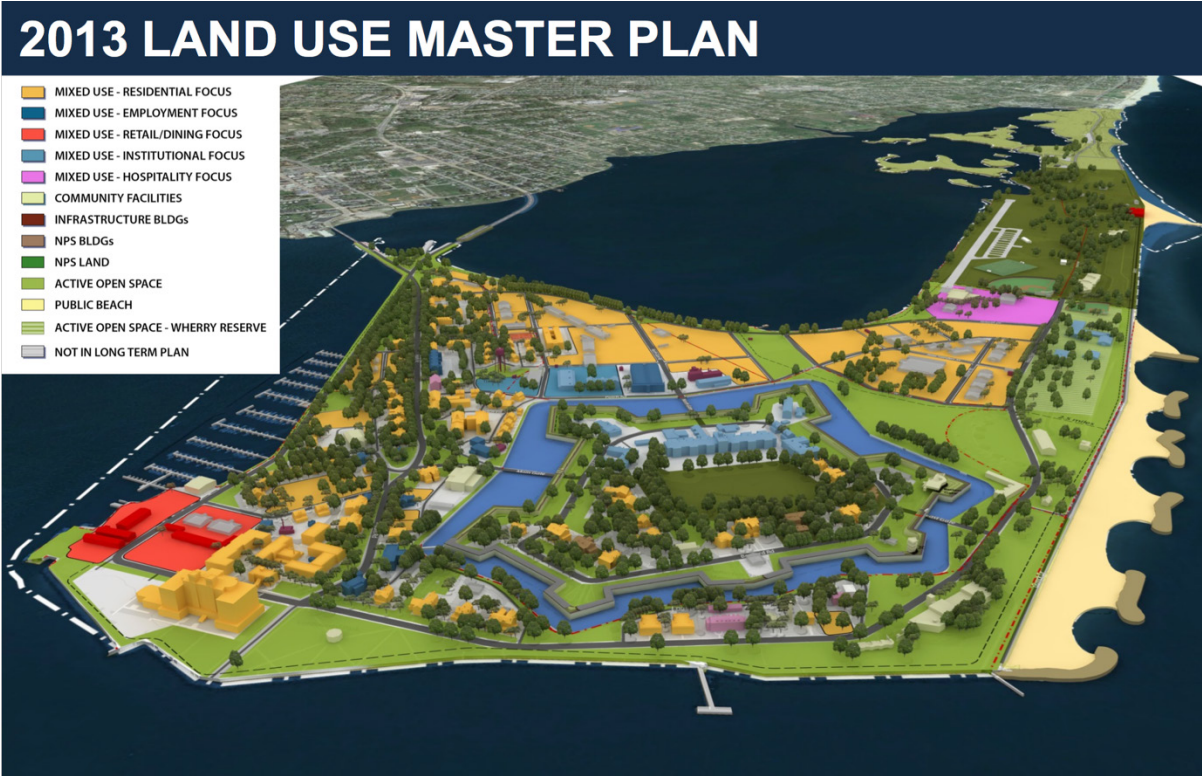 2013 LAND USE MASTER PLAN
MIXED USE - RESIDENTIAL FOCUS
MIXED USE - EMPLOYMENT FOCUS
MIXED USE - RETAIL/DINING FOCUS
MIXED USE - INSTITUTIONAL FOCUS
MIXED USE - HOSPITALITY FOCUS
COMMUNITY FACILITIES
INFRASTRUCTURE BLDGs
NPS BLDGs
NPS LAND
ACTIVE OPEN SPACE
PUBLIC BEACH
ACTIVE OPEN SPACE - WHERRY RESERVE
NOT IN LONG TERM PLAN